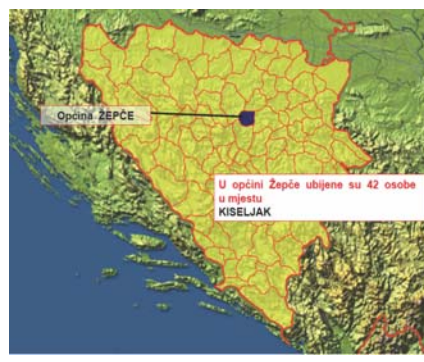 Općina ŽEPČE
U općini Žepče ubijene su 42 osobe
u mjestu
KISELJAK